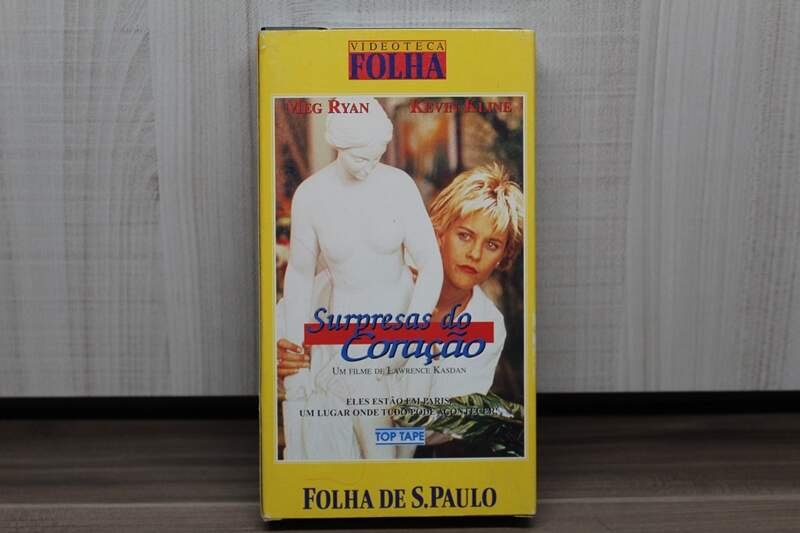 VIDEOTECA
FOLHA
MEG RYAN KEVIN KLINE
Surpresas do
Coração
UM FILME DE LAWRENCE KASDAN
ELES ESTÃO EM PARIS,
UM LUGAR ONDE TUDO PODE ACONTECER!
TOP TAPE
FOLHA DE S.PAULO